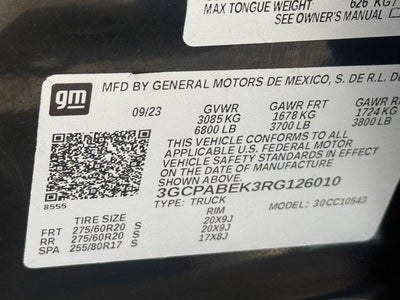 MAX TONGUE WEIGHT 626 KG
SEE OWNER'S MANUAL
gm
MFD BY GENERAL MOTORS DE MEXICO, S. DE R.L. DE
09/23 GVWR GAWR FRT GAWR
3085 KG 1678 KG 1724 KG
6800 LB 3700 LB 3800 LB
THIS VEHICLE CONFORMS TO ALL
APPLICABLE U.S. FEDERAL MOTOR
VEHICLE SAFETY STANDARDS IN EFFECT
ON THE DATE OF MANUFACTURE
3GCPABEK3RG126010
TYPE: TRUCK MODEL: 30CC10543
8555
TIRE SIZE RIM
FRT 275/60R20 S 20X9J
RR 275/60R20 S 20X9J
SPA 255/80R17 S 17X8J